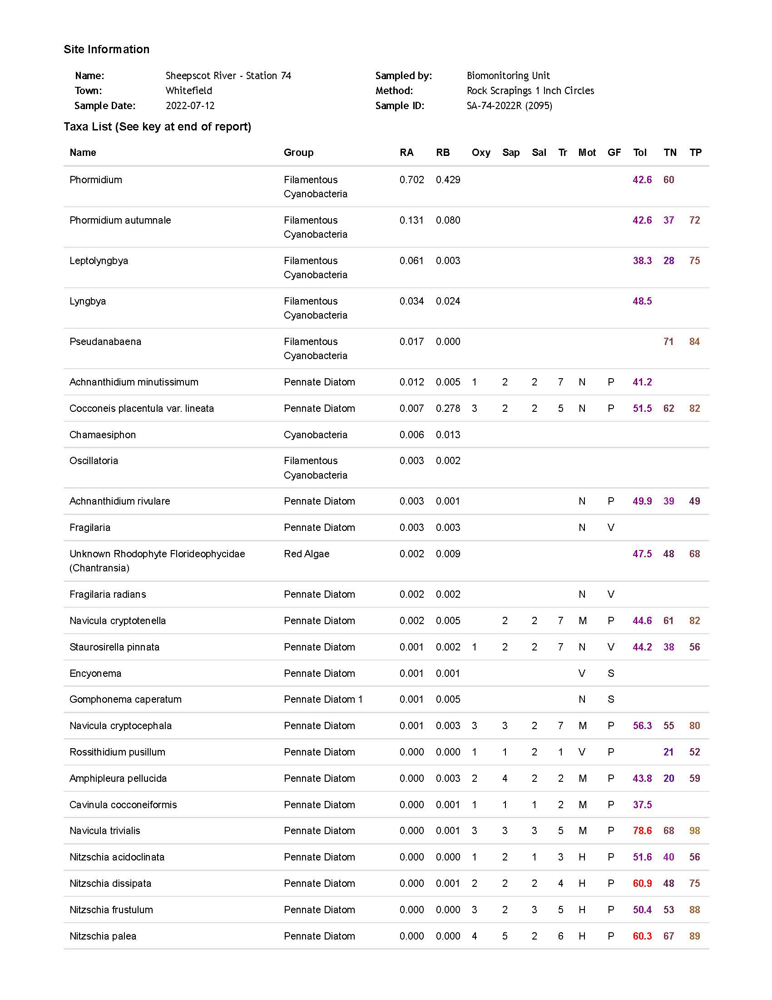 Site Information
Name: Sheepscot River - Station 74 Sampled by: Biomonitoring Unit
Town: Whitefield Method: Rock Scrapings 1 Inch Circles
Sample Date: 2022-07-12 Sample ID: SA-74-2022R (2095)
Taxa List (See key at end of report)
Name Group RA RB Oxy Sap Sal Tr Mot GF Tol TN TP
Phormidium Filamentous 0.702 0.429 42.6 60
Cyanobacteria
Phormidium autumnale Filamentous 0.131 0.080 42.6 37 72
Cyanobacteria
Leptolyngbya Filamentous 0.061 0.003 38.3 28 75
Cyanobacteria
Lyngbya Filamentous 0.034 0.024 48.5
Cyanobacteria
Pseudanabaena Filamentous 0.017 0.000 71 84
Cyanobacteria
Achnanthidium minutissimum Pennate Diatom 0.012 0.005 1 2 2 7 N P 41.2
Cocconeis placentula var. lineata Pennate Diatom 0.007 0.278 3 2 2 5 N P 51.5 62 82
Chamaesiphon Cyanobacteria 0.006 0.013
Oscillatoria Filamentous 0.003 0.002
Cyanobacteria
Achnanthidium rivulare Pennate Diatom 0.003 0.001 N P 49.9 39 49
Fragilaria Pennate Diatom 0.003 0.003 N V
Unknown Rhodophyte Florideophycidae Red Algae 0.002 0.009 47.5 48 68
(Chantransia)
Fragilaria radians Pennate Diatom 0.002 0.002 N V
Navicula cryptotenella Pennate Diatom 0.002 0.005 2 2 7 M P 44.6 61 82
Staurosirella pinnata Pennate Diatom 0.001 0.002 1 2 2 7 N V 44.2 38 56
Encyonema Pennate Diatom 0.001 0.001 V S
Gomphonema caperatum Pennate Diatom 1 0.001 0.005 N S
Navicula cryptocephala Pennate Diatom 0.001 0.003 3 3 2 7 M P 56.3 55 80
Rossithidium pusillum Pennate Diatom 0.000 0.000 1 1 2 1 V P 21 52
Amphipleura pellucida Pennate Diatom 0.000 0.003 2 4 2 2 M P 43.8 20 59
Cavinula cocconeiformis Pennate Diatom 0.000 0.001 1 1 1 2 M P 37.5
Navicula trivialis Pennate Diatom 0.000 0.001 3 3 3 5 M P 78.6 68 98
Nitzschia acidoclinata Pennate Diatom 0.000 0.000 1 2 1 3 H P 51.6 40 56
Nitzschia dissipata Pennate Diatom 0.000 0.001 2 2 2 4 H P 60.9 48 75
Nitzschia frustulum Pennate Diatom 0.000 0.000 3 2 3 5 H P 50.4 53 88
Nitzschia palea Pennate Diatom 0.000 0.000 4 5 2 6 H P 60.3 67 89